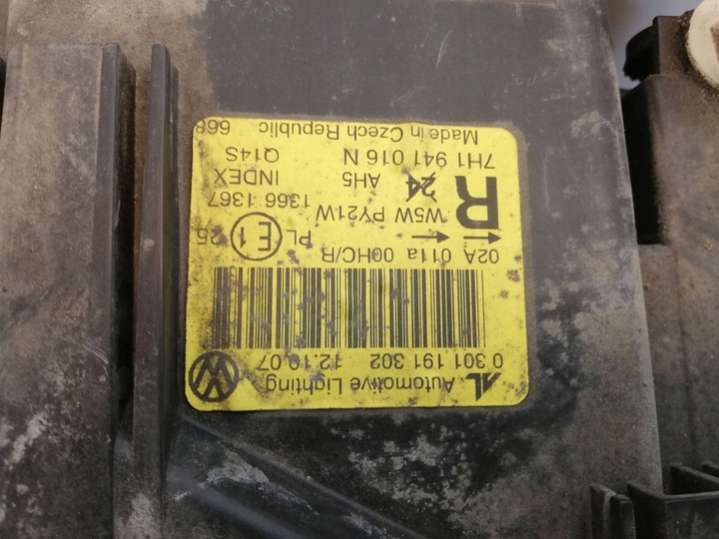 AL Automotive Lighting
0 301 191 302 12.10.07
02A 011a 00HC/R
R W5W PY21W PL E1 25
24 AH5 1366 1367
INDEX
7H1 941 016 N Q14S
Made in Czech Republic 668